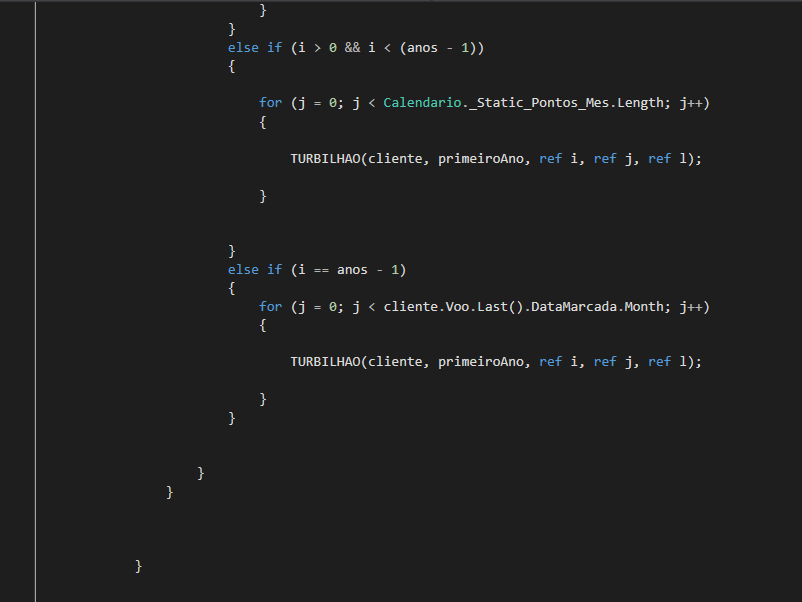 }
}
else if (i > 0 && i < (anos - 1))
{
for (j = 0; j < Calendario._Static_Pontos_Mes.Length; j++)
{
TURBILHAO(cliente, primeiroAno, ref i, ref j, ref l);
}
}
else if (i == anos - 1)
{
for (j = 0; j < cliente.Voo.Last().DataMarcada.Month; j++)
{
TURBILHAO(cliente, primeiroAno, ref i, ref j, ref l);
}
}
}
}
}